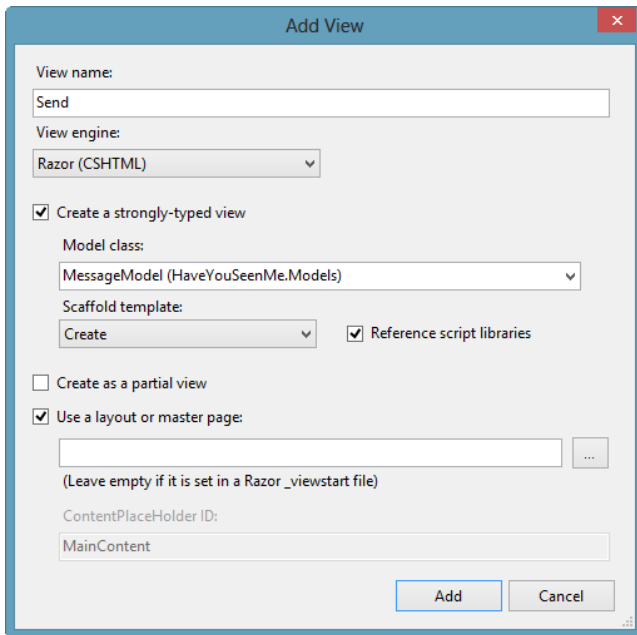 Add View
View name:
Send
View engine:
Razor (CSHTML)
Create a strongly-typed view
Model class:
MessageModel (HaveYouSeenMe.Models)
Scaffold template:
Create
Reference script libraries
Create as a partial view
Use a layout or master page:
...
(Leave empty if it is set in a Razor _viewstart file)
ContentPlaceHolder ID:
MainContent
Add Cancel